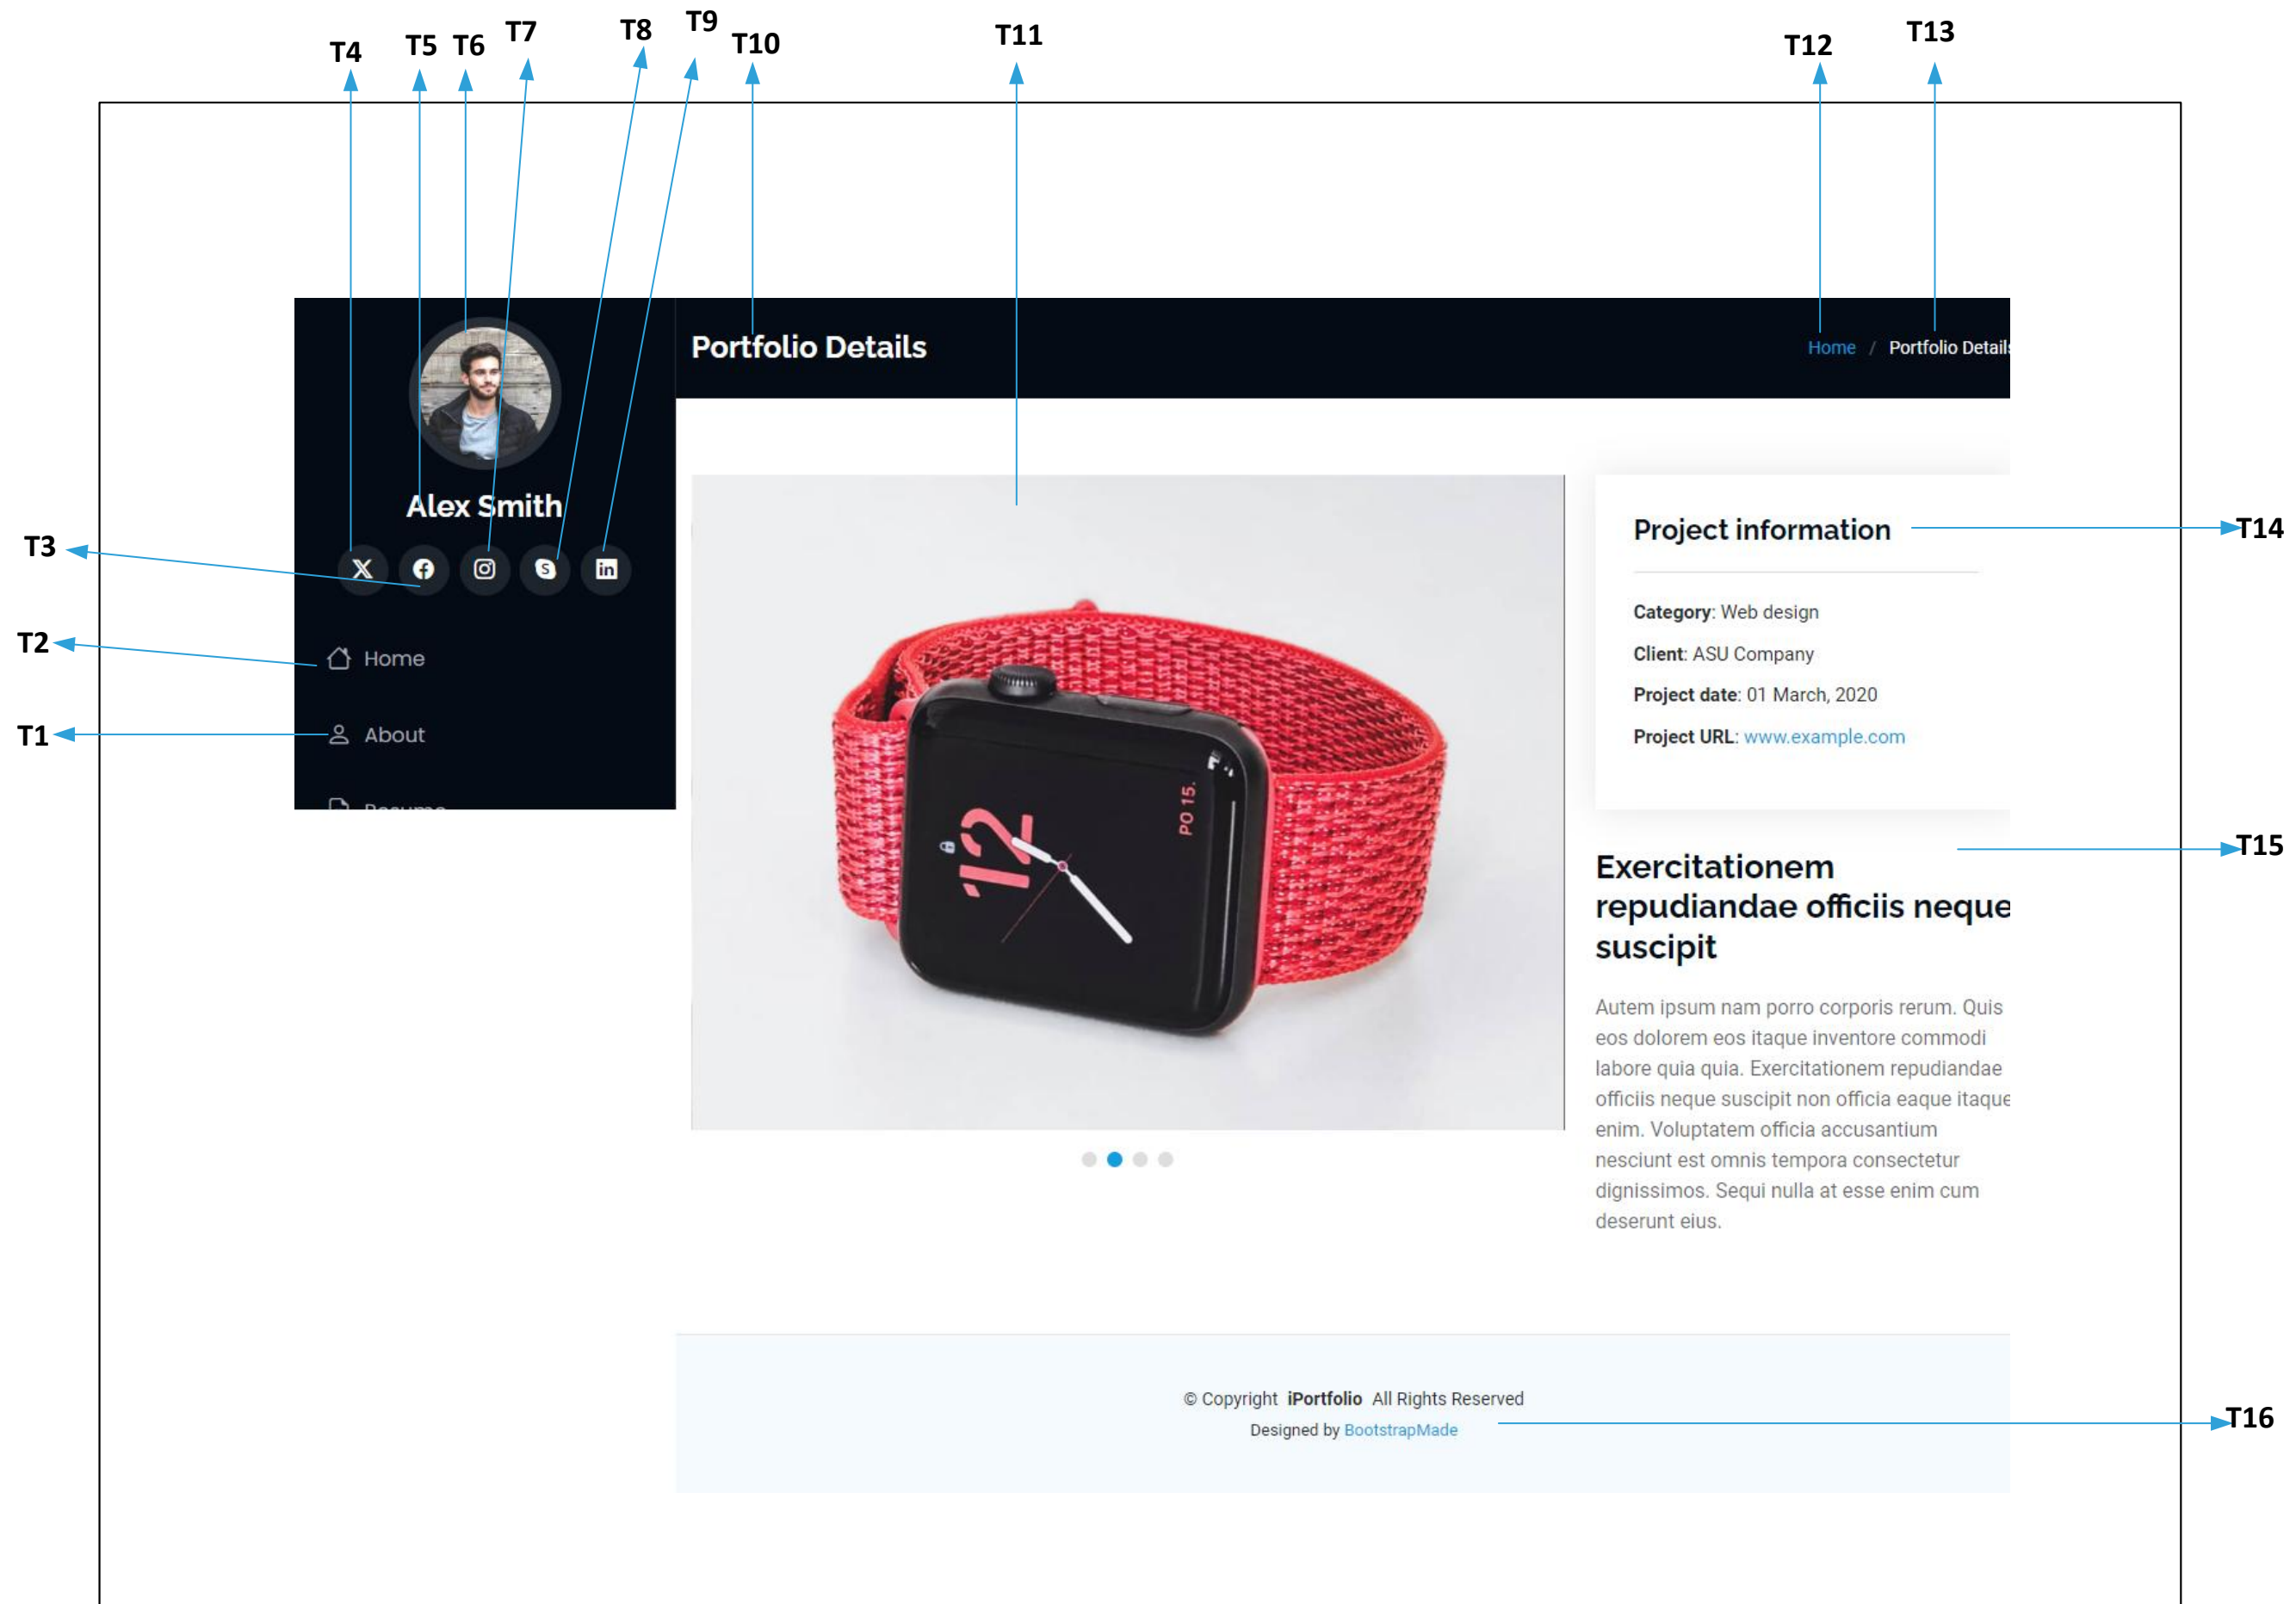 T4
T5
T6
T7
T8
T9
T10
T11
T12
T13
Portfolio Details
Home / Portfolio Details
Alex Smith
T3
T2
Home
T1
About
Resume
12
PO 15.
Project information
T14
Category: Web design
Client: ASU Company
Project date: 01 March, 2020
Project URL: www.example.com
T15
Exercitationem
repudiandae officiis neque
suscipit
Autem ipsum nam porro corporis rerum. Quis
eos dolorem eos itaque inventore commodi
labore quia quia. Exercitationem repudiandae
officiis neque suscipit non officia eaque itaque
enim. Voluptatem officia accusantium
nesciunt est omnis tempora consectetur
dignissimos. Sequi nulla at esse enim cum
deserunt eius.
© Copyright iPortfolio All Rights Reserved
Designed by BootstrapMade
T16